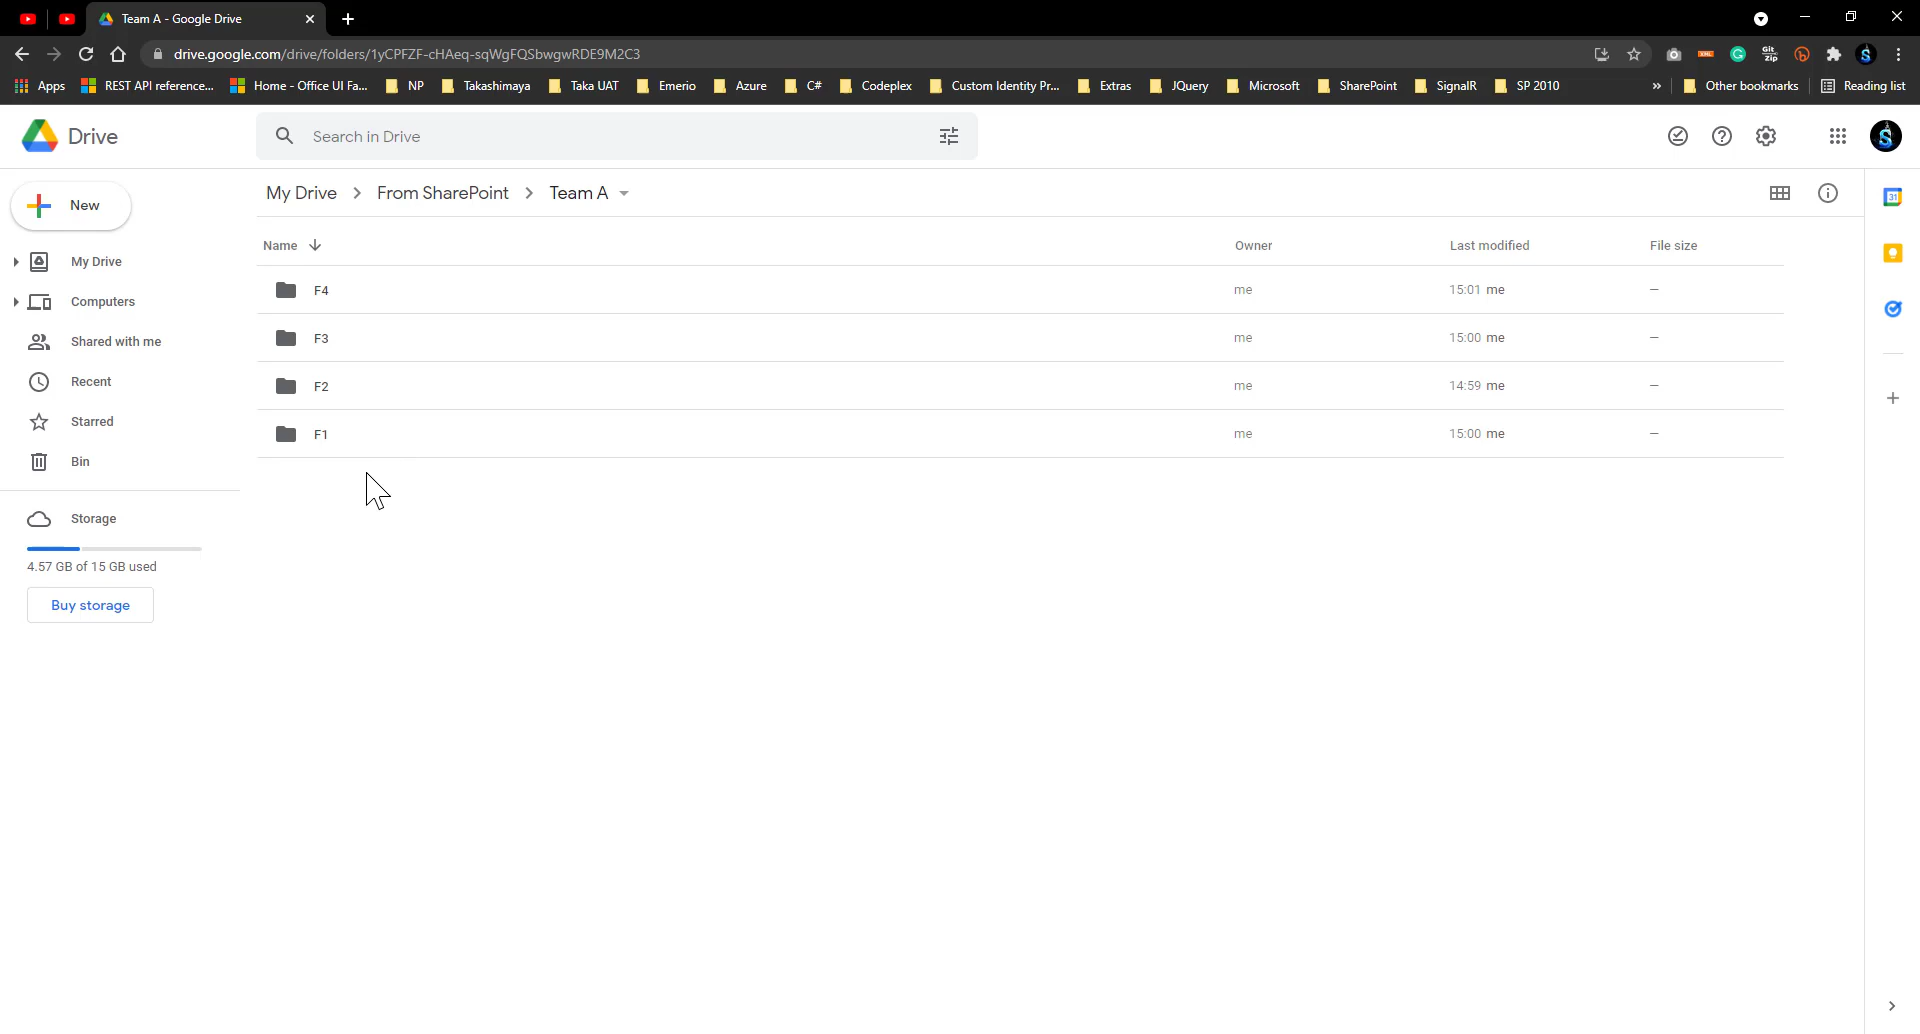 Team A - Google Drive
drive.google.com/drive/folders/1yCPFZF-cHAeq-sqWgFQSbwgwRDE9M2C3
Apps REST API reference... Home - Office UI Fa... NP Takashimaya Taka UAT Emerio Azure C# Codeplex Custom Identity Pr... Extras JQuery Microsoft SharePoint SignalR SP 2010 » Other bookmarks Reading list
Drive
Search in Drive
New
My Drive
Computers
Shared with me
Recent
Starred
Bin
Storage
4.57 GB of 15 GB used
Buy storage
My Drive > From SharePoint > Team A
Name Owner Last modified File size
F4 me 15:01 me —
F3 me 15:00 me —
F2 me 14:59 me —
F1 me 15:00 me —
31